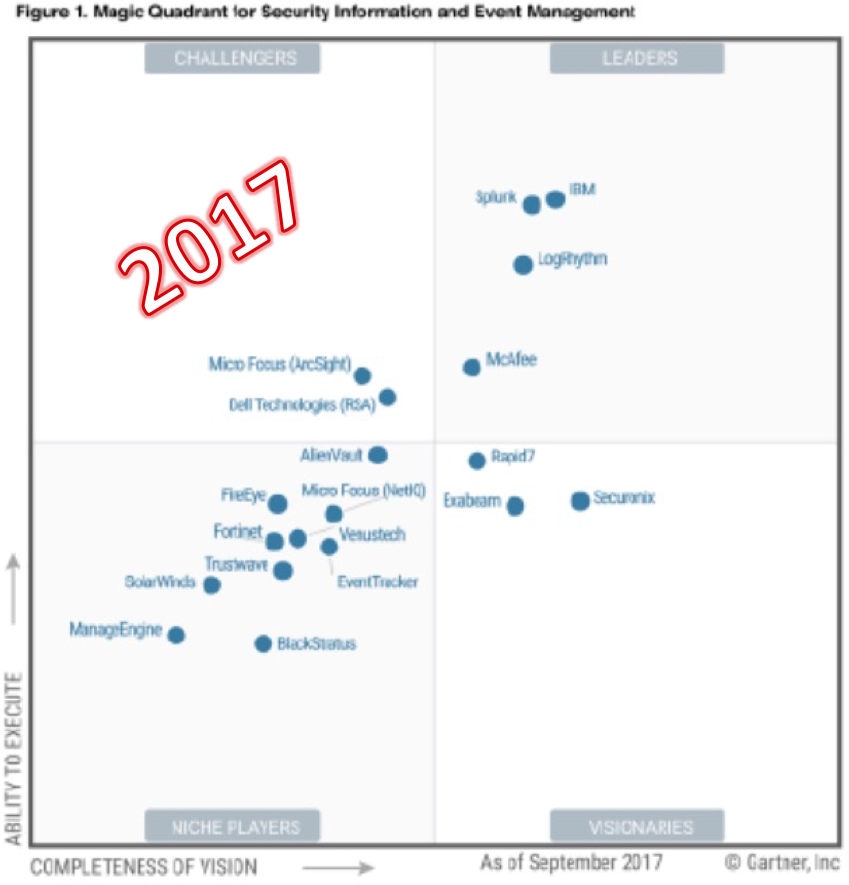 Figure 1. Magic Quadrant for Security Information and Event Management
CHALLENGERS
LEADERS
2017
Splunk
IBM
LogRhythm
Micro Focus (ArcSight)
McAfee
Dell Technologies (RSA)
AlienVault
Rapid7
FireEye
Micro Focus (NetIQ)
Exabeam
Securonix
Fortinet
Venustech
Trustwave
SolarWinds
EventTracker
ManageEngine
BlackStratus
ABILITY TO EXECUTE
NICHE PLAYERS
VISIONARIES
COMPLETENESS OF VISION
As of September 2017
© Gartner, Inc